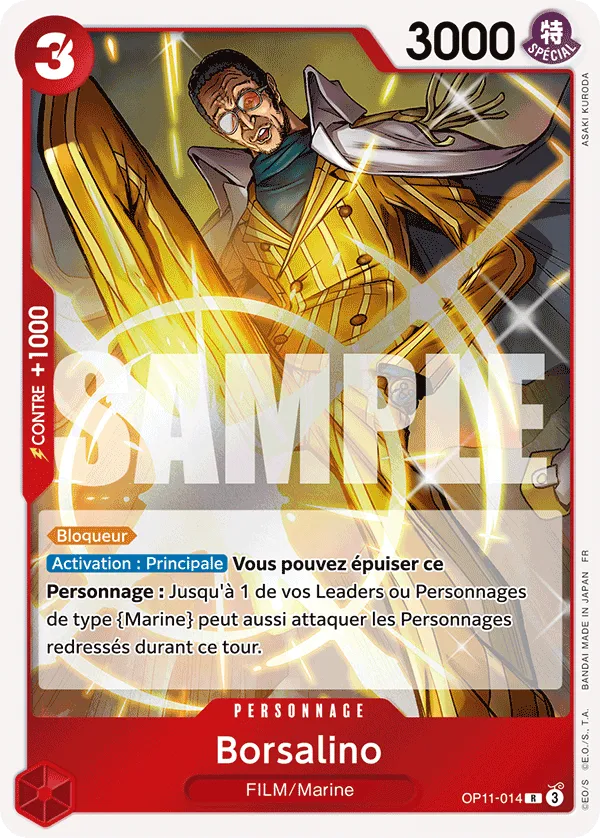 3
3000
特
SPÉCIAL
ASAKI KURODA
CONTRE +1000
SAMPLE
Bloqueur
Activation : Principale Vous pouvez épuiser ce
Personnage : Jusqu'à 1 de vos Leaders ou Personnages
de type {Marine} peut aussi attaquer les Personnages
redressés durant ce tour.
BANDAI MADE IN JAPAN FR
©EO/S ©E.O./S., T.A.
PERSONNAGE
Borsalino
FILM/Marine
OP11-014 R 3